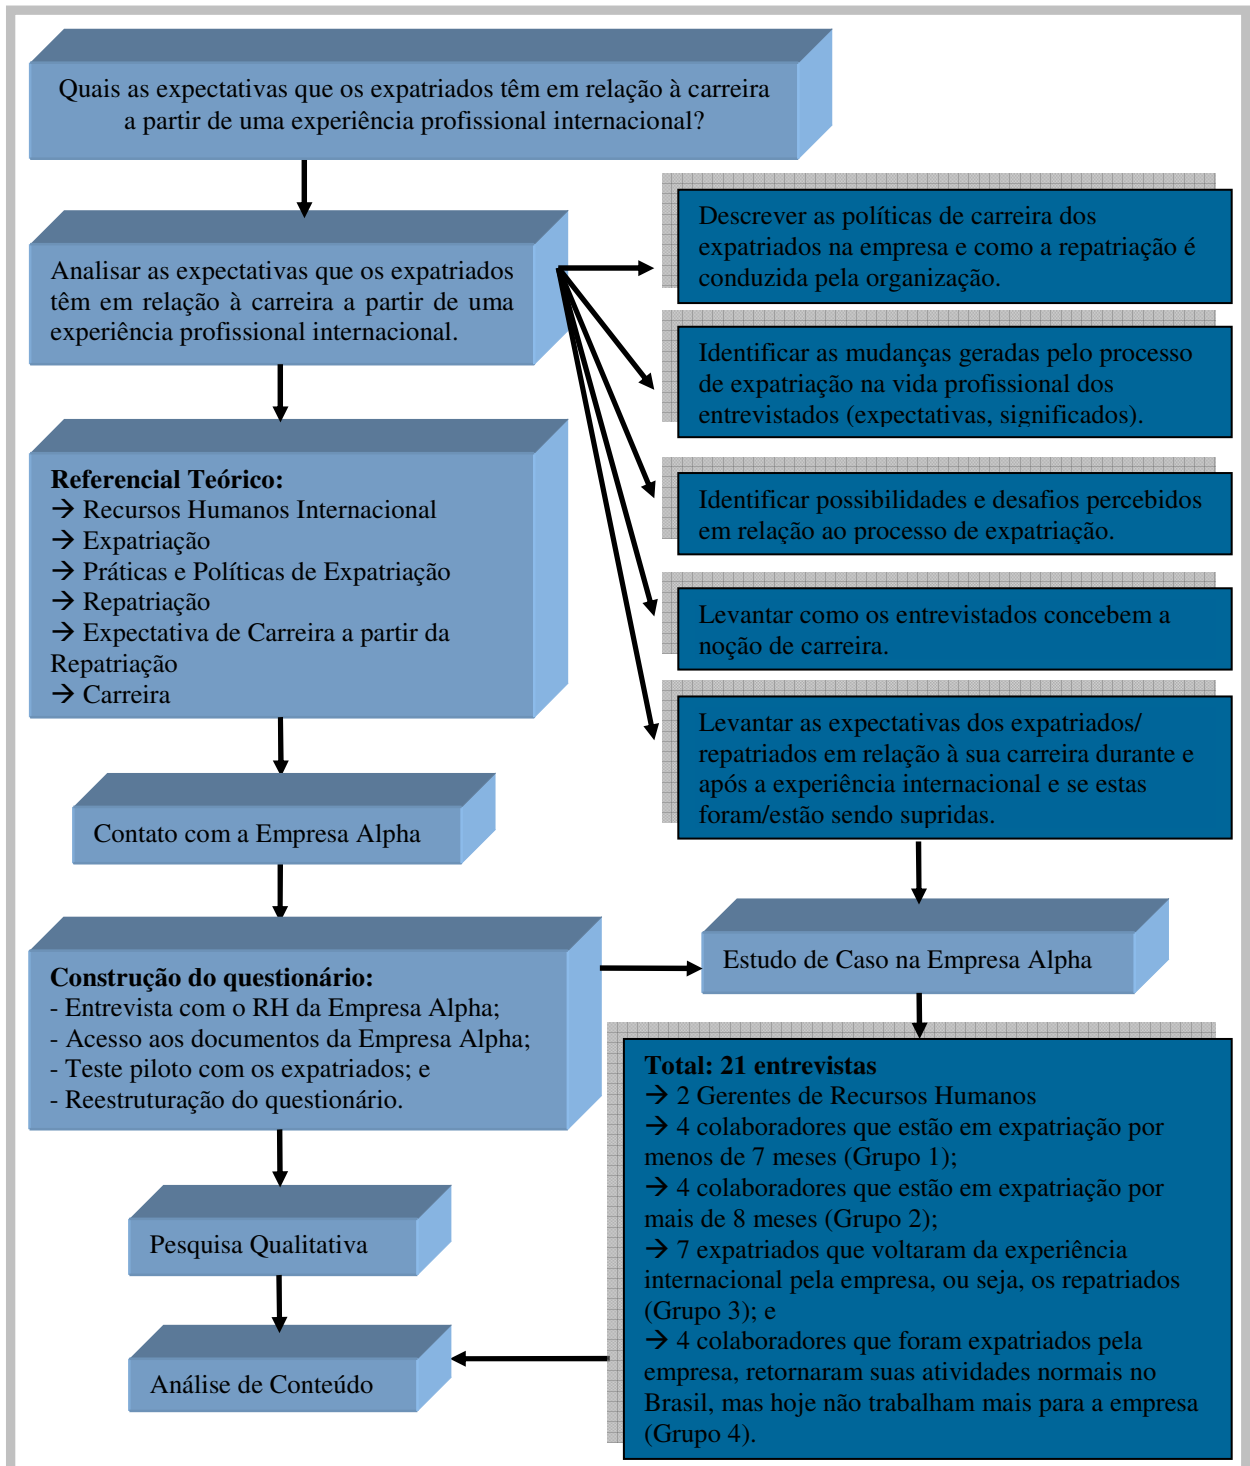 Quais as expectativas que os expatriados têm em relação à carreira
a partir de uma experiência profissional internacional?
Analisar as expectativas que os expatriados
têm em relação à carreira a partir de uma
experiência profissional internacional.
Descrever as políticas de carreira dos
expatriados na empresa e como a repatriação é
conduzida pela organização.
Identificar as mudanças geradas pelo processo
de expatriação na vida profissional dos
entrevistados (expectativas, significados).
Identificar possibilidades e desafios percebidos
em relação ao processo de expatriação.
Levantar como os entrevistados concebem a
noção de carreira.
Levantar as expectativas dos expatriados/
repatriados em relação à sua carreira durante e
após a experiência internacional e se estas
foram/estão sendo supridas.
Referencial Teórico:
→ Recursos Humanos Internacional
→ Expatriação
→ Práticas e Políticas de Expatriação
→ Repatriação
→ Expectativa de Carreira a partir da
Repatriação
→ Carreira
Contato com a Empresa Alpha
Construção do questionário:
- Entrevista com o RH da Empresa Alpha;
- Acesso aos documentos da Empresa Alpha;
- Teste piloto com os expatriados; e
- Reestruturação do questionário.
Estudo de Caso na Empresa Alpha
Total: 21 entrevistas
→ 2 Gerentes de Recursos Humanos
→ 4 colaboradores que estão em expatriação por
menos de 7 meses (Grupo 1);
→ 4 colaboradores que estão em expatriação por
mais de 8 meses (Grupo 2);
→ 7 expatriados que voltaram da experiência
internacional pela empresa, ou seja, os repatriados
(Grupo 3); e
→ 4 colaboradores que foram expatriados pela
empresa, retornaram suas atividades normais no
Brasil, mas hoje não trabalham mais para a empresa
(Grupo 4).
Pesquisa Qualitativa
Análise de Conteúdo